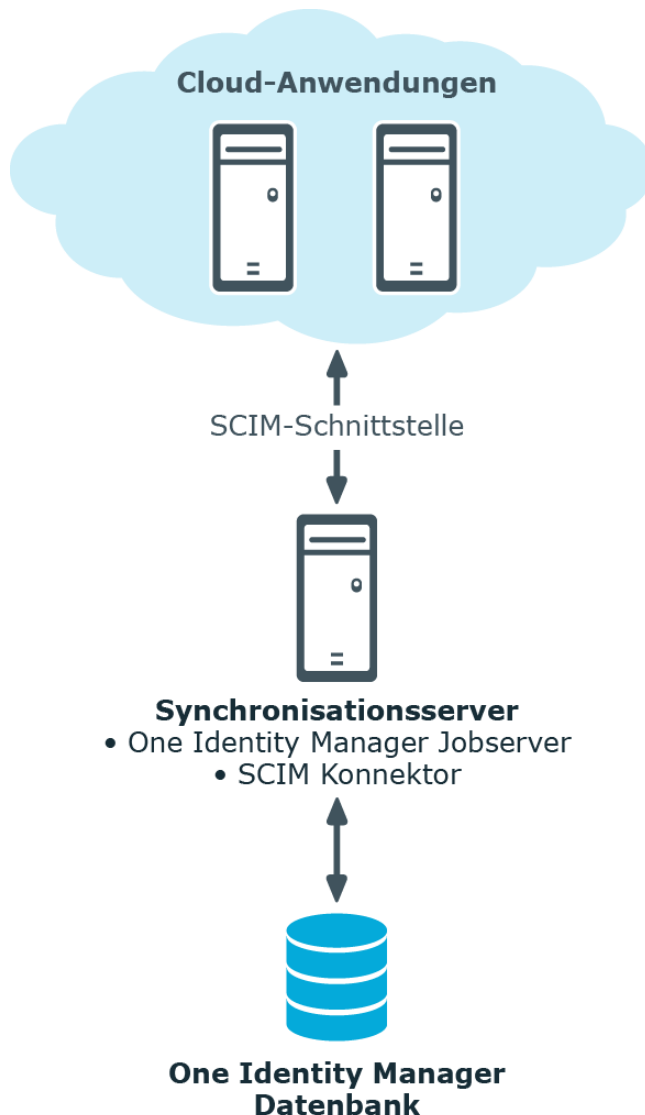 Cloud-Anwendungen
SCIM-Schnittstelle
Synchronisationsserver
• One Identity Manager Jobserver
• SCIM Konnektor
One Identity Manager
Datenbank